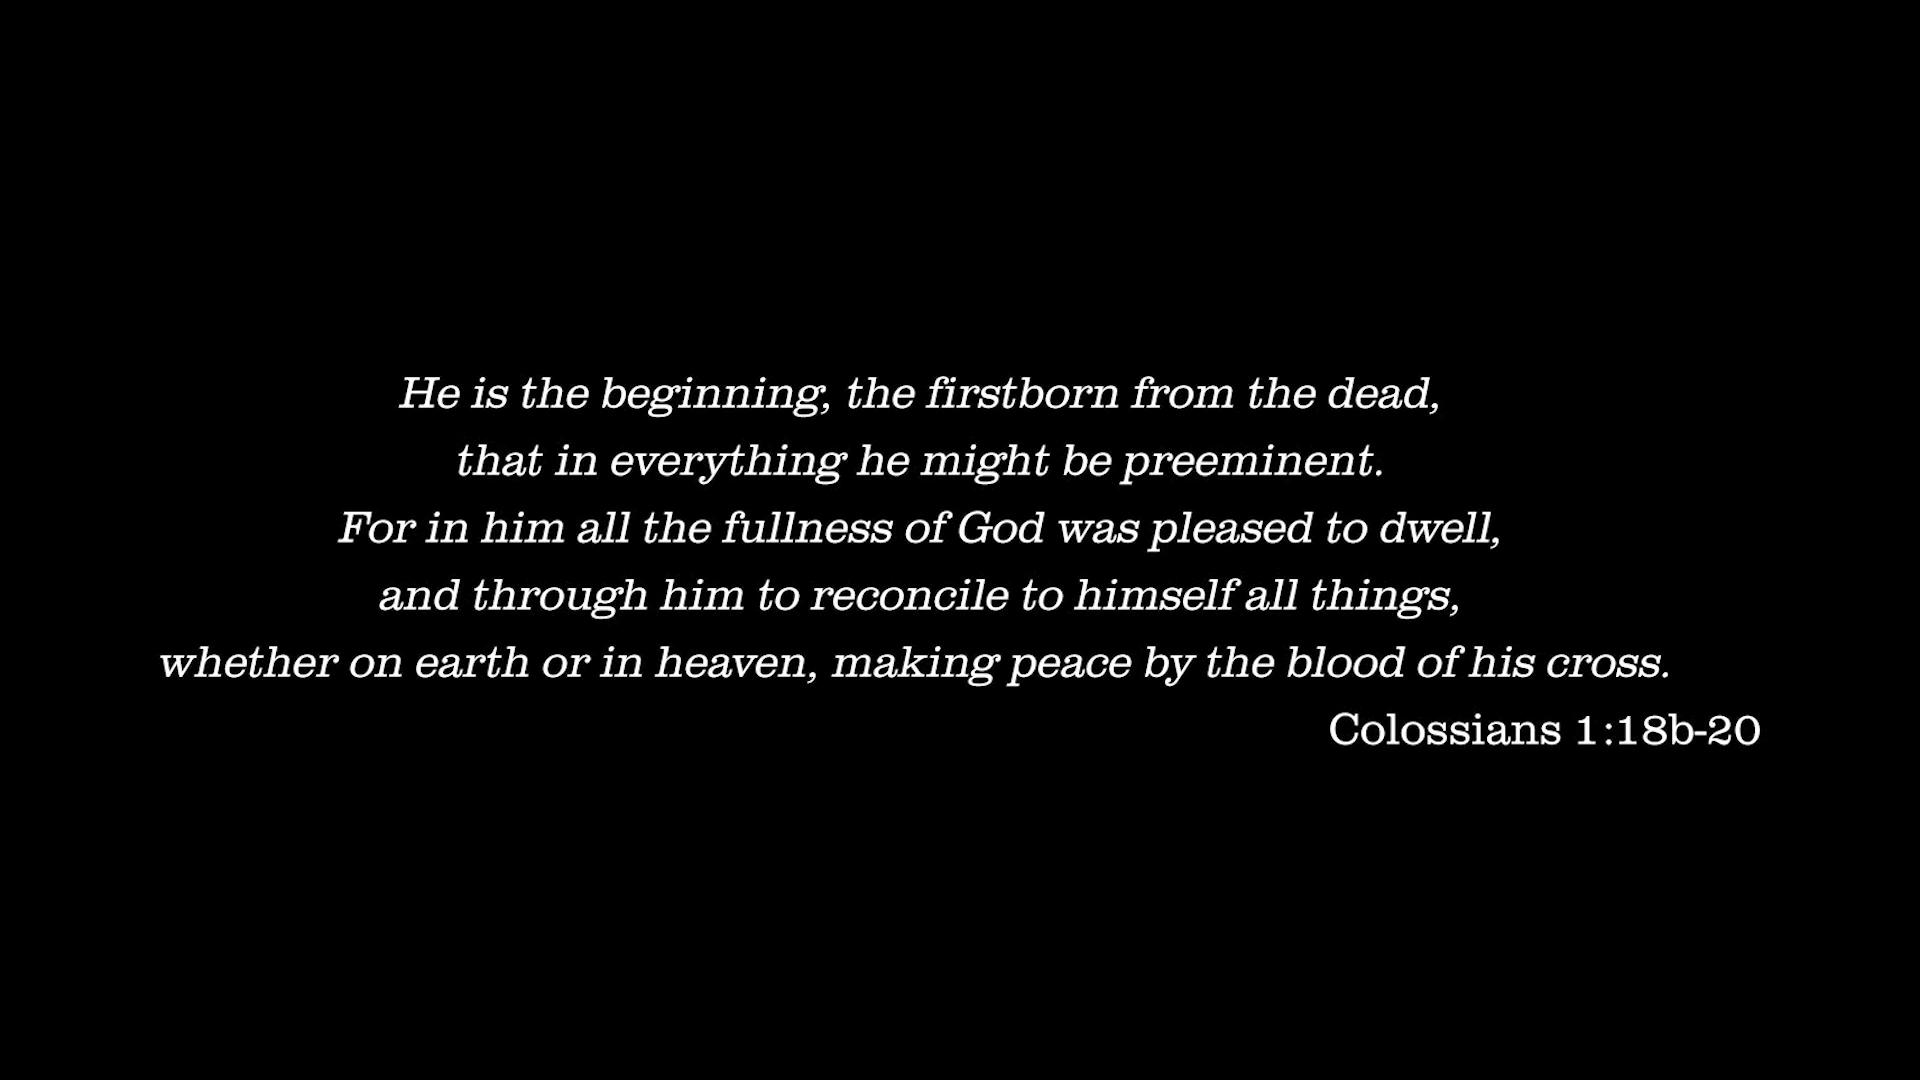 He is the beginning, the firstborn from the dead,
that in everything he might be preeminent.
For in him all the fullness of God was pleased to dwell,
and through him to reconcile to himself all things,
whether on earth or in heaven, making peace by the blood of his cross.
Colossians 1:18b-20